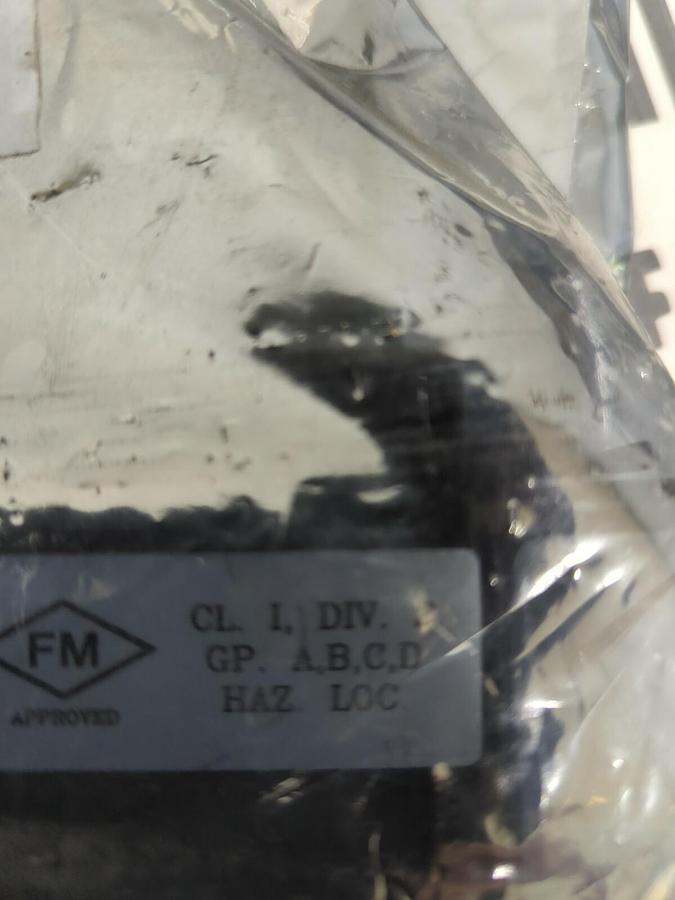 FM
APPROVED
CL. I, DIV.
GP. A,B,C,D
HAZ LOC